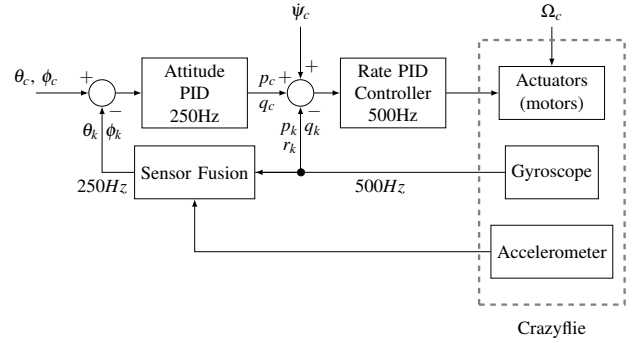 ψ̇_c
Ω_c
θ_c, ϕ_c
+
−
Attitude
PID
250Hz
p_c
q_c
+
+
−
Rate PID
Controller
500Hz
Actuators
(motors)
θ_k
ϕ_k
p_k
q_k
r_k
250Hz
Sensor Fusion
500Hz
Gyroscope
Accelerometer
Crazyflie